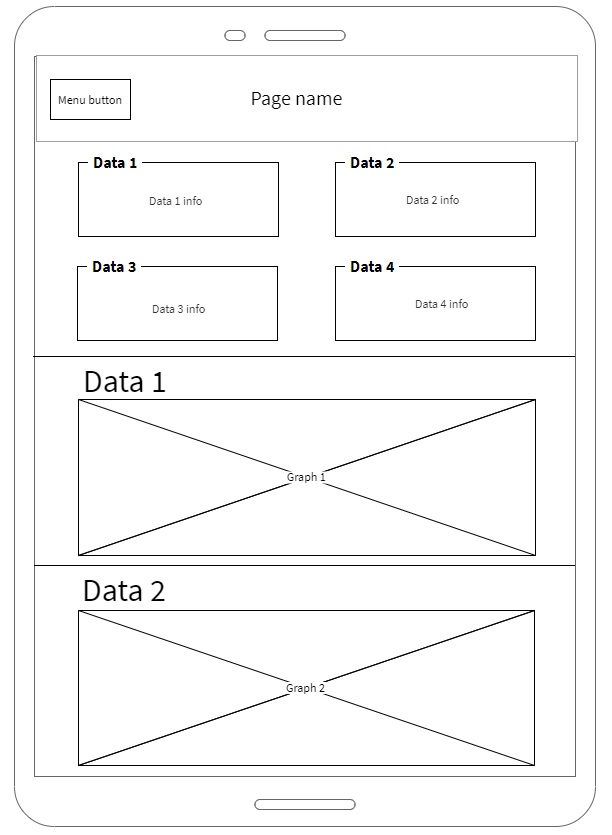 Menu button
Page name
Data 1
Data 2
Data 1 info
Data 2 info
Data 3
Data 4
Data 3 info
Data 4 info
Data 1
Graph 1
Data 2
Graph 2